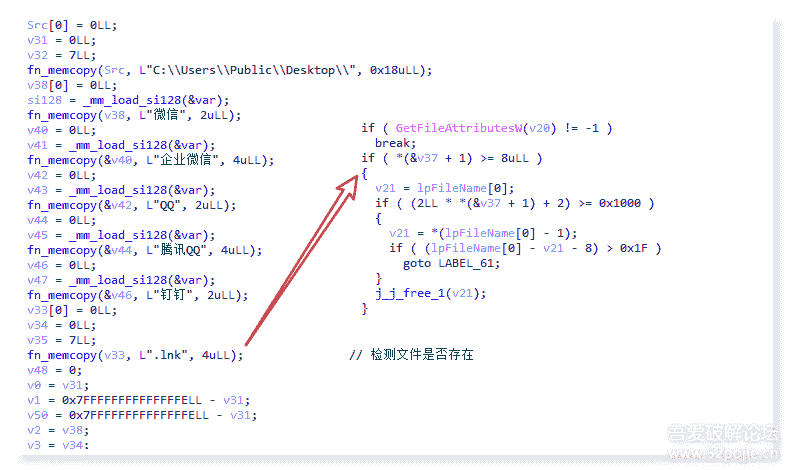 Src[0] = 0LL;
v31 = 0LL;
v32 = 7LL;
fn_memcopy(Src, L"C:\\Users\\Public\\Desktop\\", 0x18uLL);
v38[0] = 0LL;
si128 = _mm_load_si128(&var);
fn_memcopy(v38, L"微信", 2uLL);
v40 = 0LL;
v41 = _mm_load_si128(&var);
fn_memcopy(&v40, L"企业微信", 4uLL);
v42 = 0LL;
v43 = _mm_load_si128(&var);
fn_memcopy(&v42, L"QQ", 2uLL);
v44 = 0LL;
v45 = _mm_load_si128(&var);
fn_memcopy(&v44, L"腾讯QQ", 4uLL);
v46 = 0LL;
v47 = _mm_load_si128(&var);
fn_memcopy(&v46, L"钉钉", 2uLL);
v33[0] = 0LL;
v34 = 0LL;
v35 = 7LL;
fn_memcopy(v33, L".lnk", 4uLL);
v48 = 0;
v0 = v31;
v1 = 0x7FFFFFFFFFFFFFFELL - v31;
v50 = 0x7FFFFFFFFFFFFFFELL - v31;
v2 = v38;
v3 = v34:
if ( GetFileAttributesW(v20) != -1 )
break;
if ( *(&v37 + 1) >= 8uLL )
{
v21 = lpFileName[0];
if ( (2LL * *(&v37 + 1) + 2) >= 0x1000 )
{
v21 = *(lpFileName[0] - 1);
if ( (lpFileName[0] - v21 - 8) > 0x1F )
goto LABEL_61;
}
j_j_free_1(v21);
}
// 检测文件是否存在
吾爱破解论坛
www.52pojie.cn